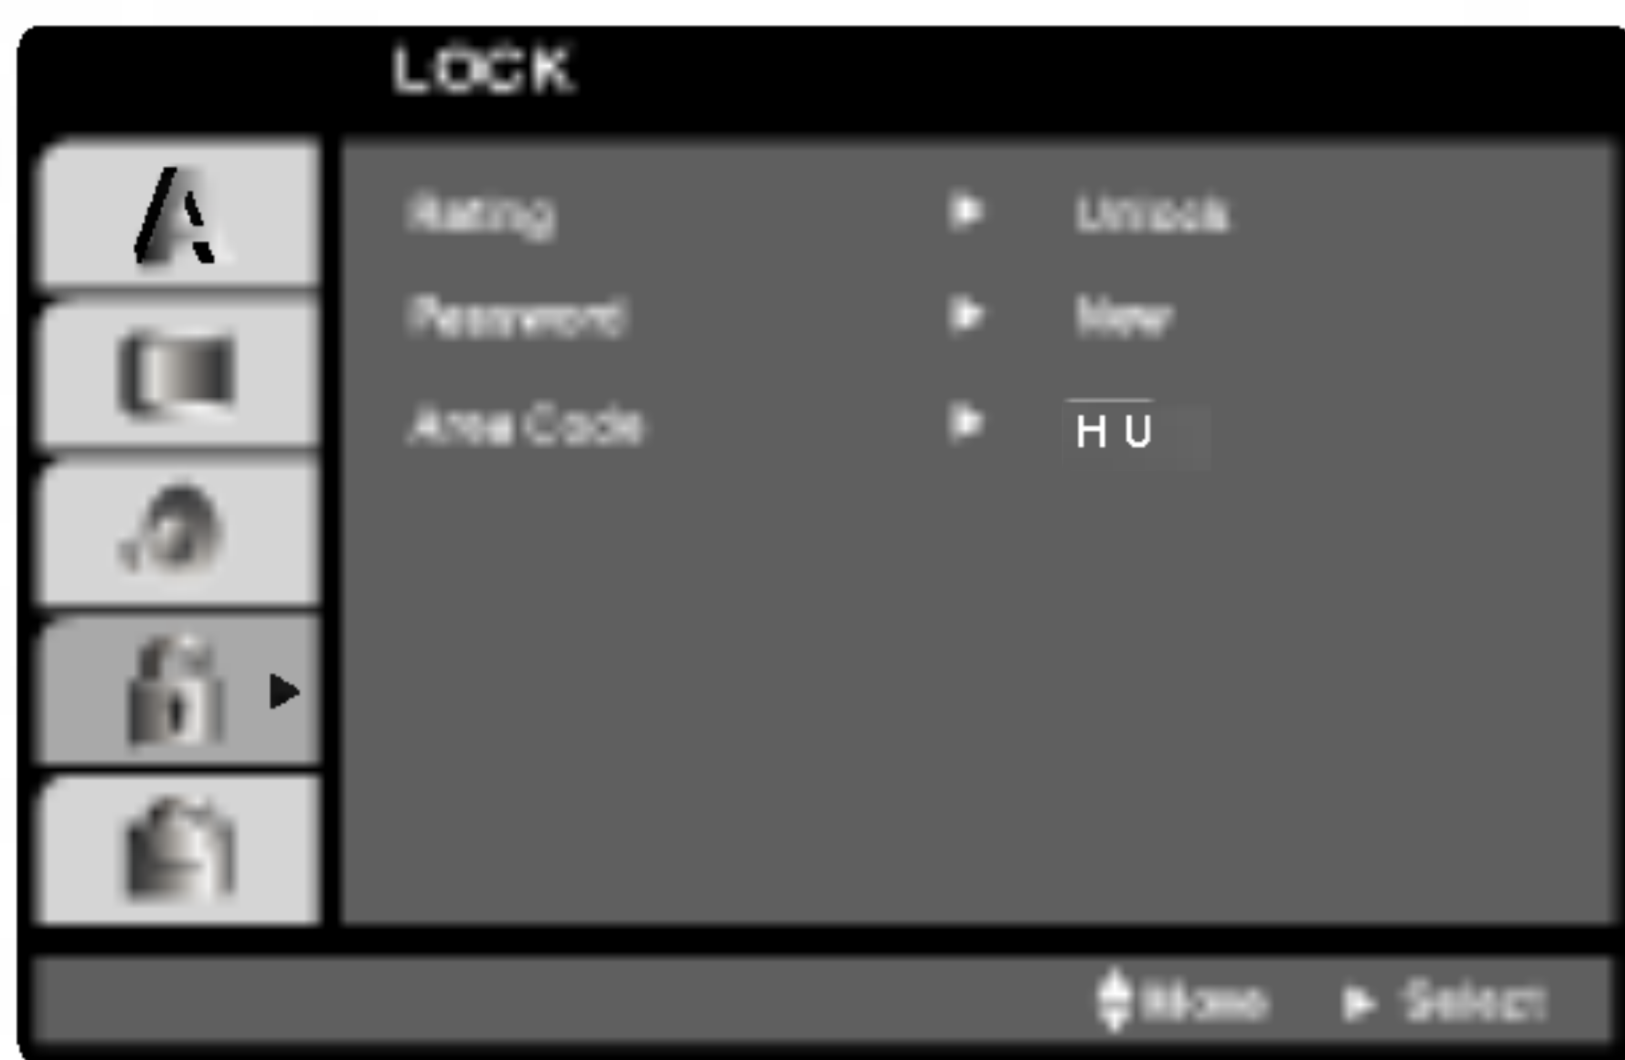 LOCK
Rating Unlock
Password New
Area Code H U
Move Select